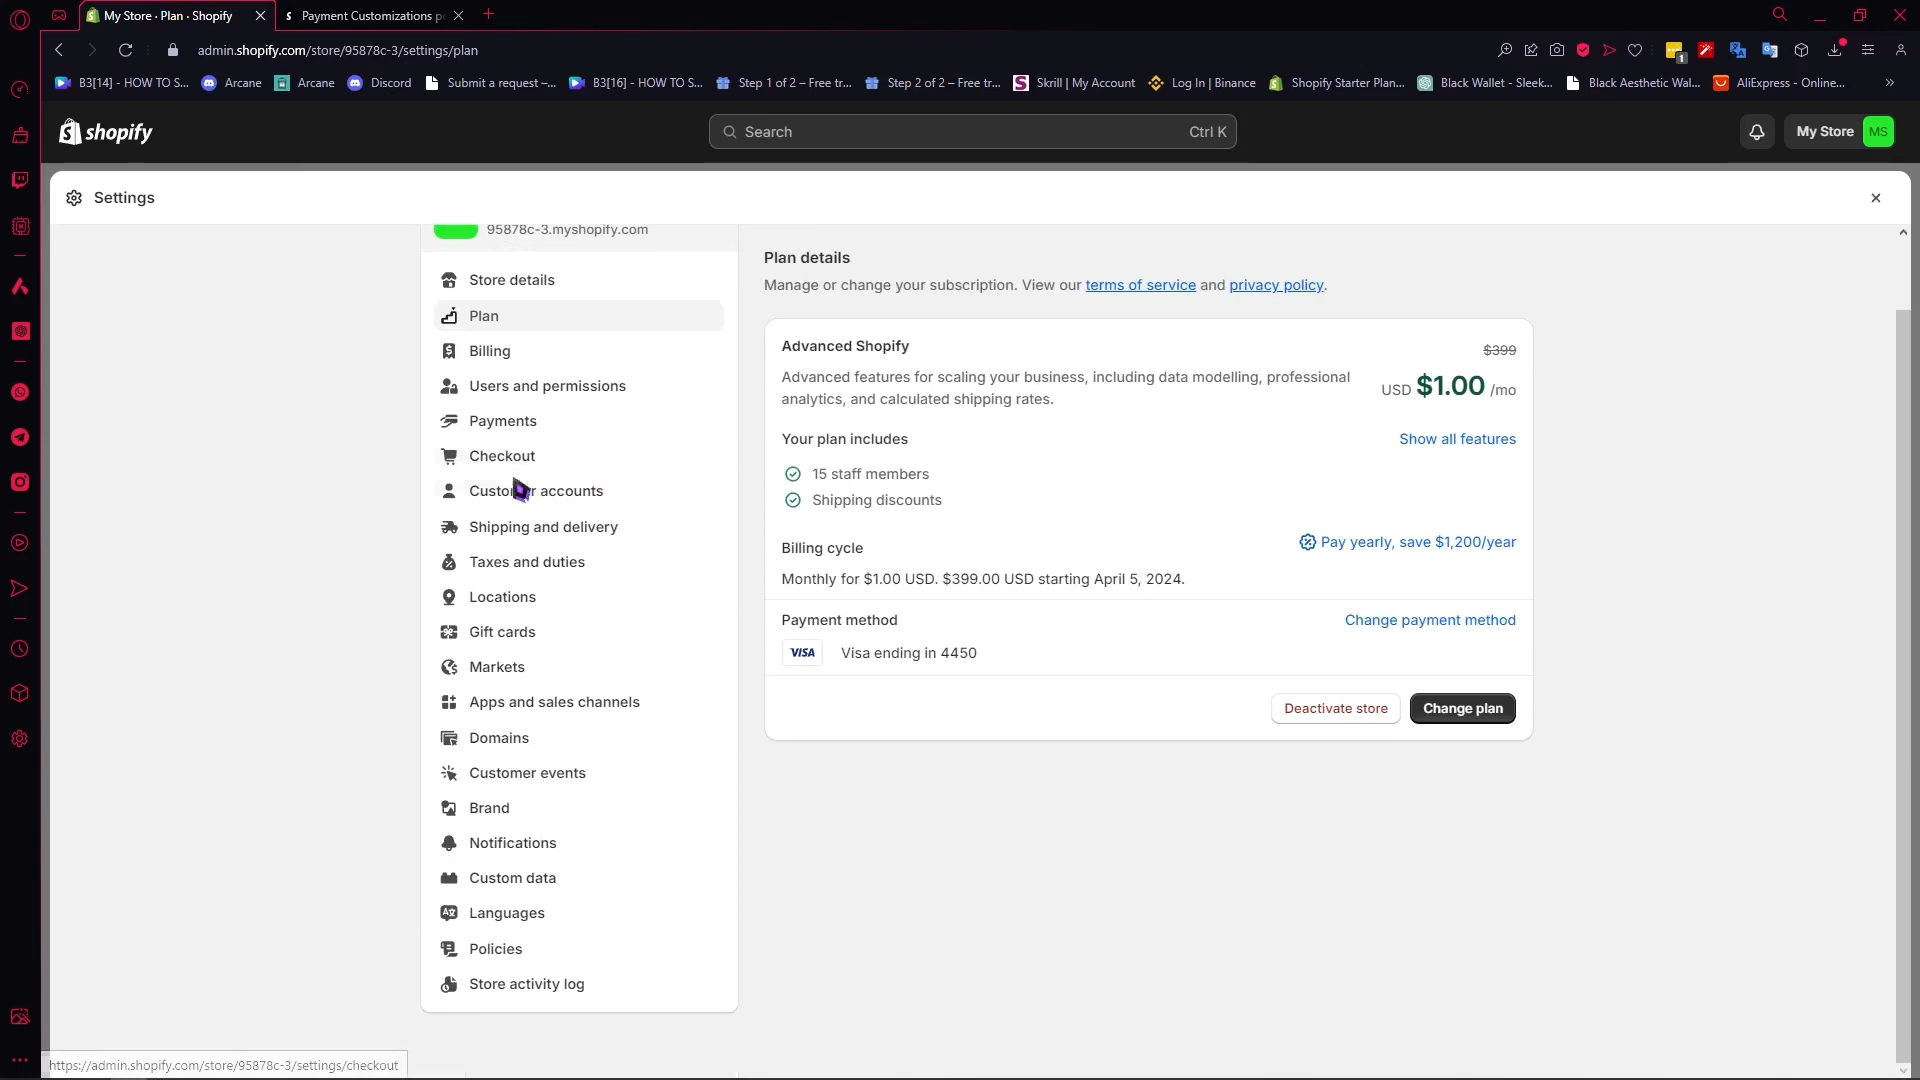 My Store · Plan · Shopify
Payment Customizations p
admin.shopify.com/store/95878c-3/settings/plan
1
B3[14] - HOW TO S...
Arcane
Arcane
Discord
Submit a request –...
B3[16] - HOW TO S...
Step 1 of 2 – Free tr...
Step 2 of 2 – Free tr...
Skrill | My Account
Log In | Binance
Shopify Starter Plan...
Black Wallet - Sleek...
Black Aesthetic Wal...
AliExpress - Online...
shopify
Search
Ctrl K
My Store
MS
Settings
95878c-3.myshopify.com
Store details
Plan
Billing
Users and permissions
Payments
Checkout
Customer accounts
Shipping and delivery
Taxes and duties
Locations
Gift cards
Markets
Apps and sales channels
Domains
Customer events
Brand
Notifications
Custom data
Languages
Policies
Store activity log
Plan details
Manage or change your subscription. View our terms of service and privacy policy.
Advanced Shopify
$399
Advanced features for scaling your business, including data modelling, professional
analytics, and calculated shipping rates.
USD $1.00 /mo
Your plan includes
Show all features
15 staff members
Shipping discounts
Billing cycle
Pay yearly, save $1,200/year
Monthly for $1.00 USD. $399.00 USD starting April 5, 2024.
Payment method
Change payment method
VISA
Visa ending in 4450
Deactivate store
Change plan
https://admin.shopify.com/store/95878c-3/settings/checkout